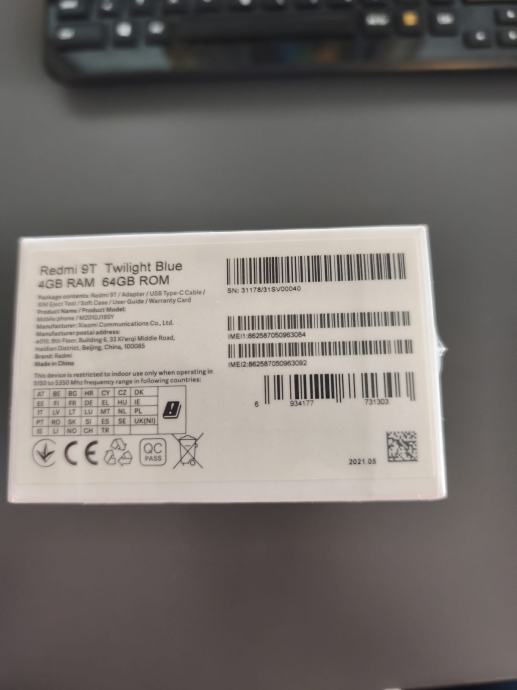 Redmi 9T Twilight Blue
4GB RAM 64GB ROM
Package contents: Redmi 9T / Adapter / USB Type-C Cable /
SIM Eject Tool / Soft Case / User Guide / Warranty Card
Product Name / Product Model:
Mobile phone / M2010J19SY
Manufacturer: Xiaomi Communications Co., Ltd.
Manufacturer postal address:
#019, 9th Floor, Building 6, 33 Xi'erqi Middle Road,
Haidian District, Beijing, China, 100085
Brand: Redmi
Made in China
This device is restricted to indoor use only when operating in
5150 to 5350 Mhz frequency range in following countries:
AT BE BG HR CY CZ DK
EE FI FR DE EL HU IE
IT LV LT LU MT NL PL
PT RO SK SI ES SE UK(NI)
IS LI NO CH TR
CE
QC
PASS
SN: 31178/31SV00040
IMEI1:862587050963084
IMEI2:862587050963092
6 934177 731303
2021.05